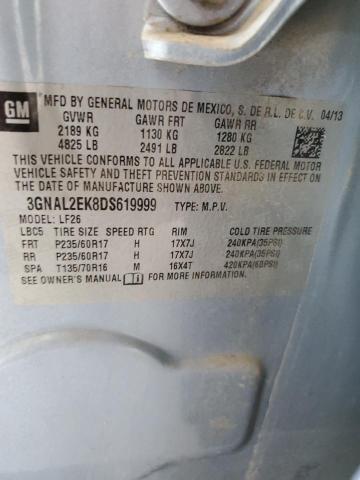 GM
MFD BY GENERAL MOTORS DE MEXICO, S. DE R.L. DE C.V. 04/13
GVWR GAWR FRT GAWR RR
2189 KG 1130 KG 1280 KG
4825 LB 2491 LB 2822 LB
THIS VEHICLE CONFORMS TO ALL APPLICABLE U.S. FEDERAL MOTOR
VEHICLE SAFETY AND THEFT PREVENTION STANDARDS IN EFFECT ON
THE DATE OF MANUFACTURE SHOWN ABOVE.
3GNAL2EK8DS619999 TYPE: M.P.V.
MODEL: LF26
LBC5 TIRE SIZE SPEED RTG RIM COLD TIRE PRESSURE
FRT P235/60R17 H 17X7J 240KPA(35PSI)
RR P235/60R17 H 17X7J 240KPA(35PSI)
SPA T135/70R16 M 16X4T 420KPA(60PSI)
SEE OWNER'S MANUAL FOR MORE INFORMATION